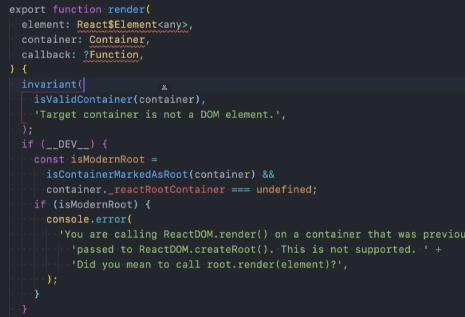 export function render(
element: React$Element<any>,
container: Container,
callback: ?Function,
) {
invariant(
isValidContainer(container),
'Target container is not a DOM element.',
);
if (__DEV__) {
const isModernRoot =
isContainerMarkedAsRoot(container) &&
container._reactRootContainer === undefined;
if (isModernRoot) {
console.error(
'You are calling ReactDOM.render() on a container that was previou
'passed to ReactDOM.createRoot(). This is not supported. ' +
'Did you mean to call root.render(element)?',
);
}
}